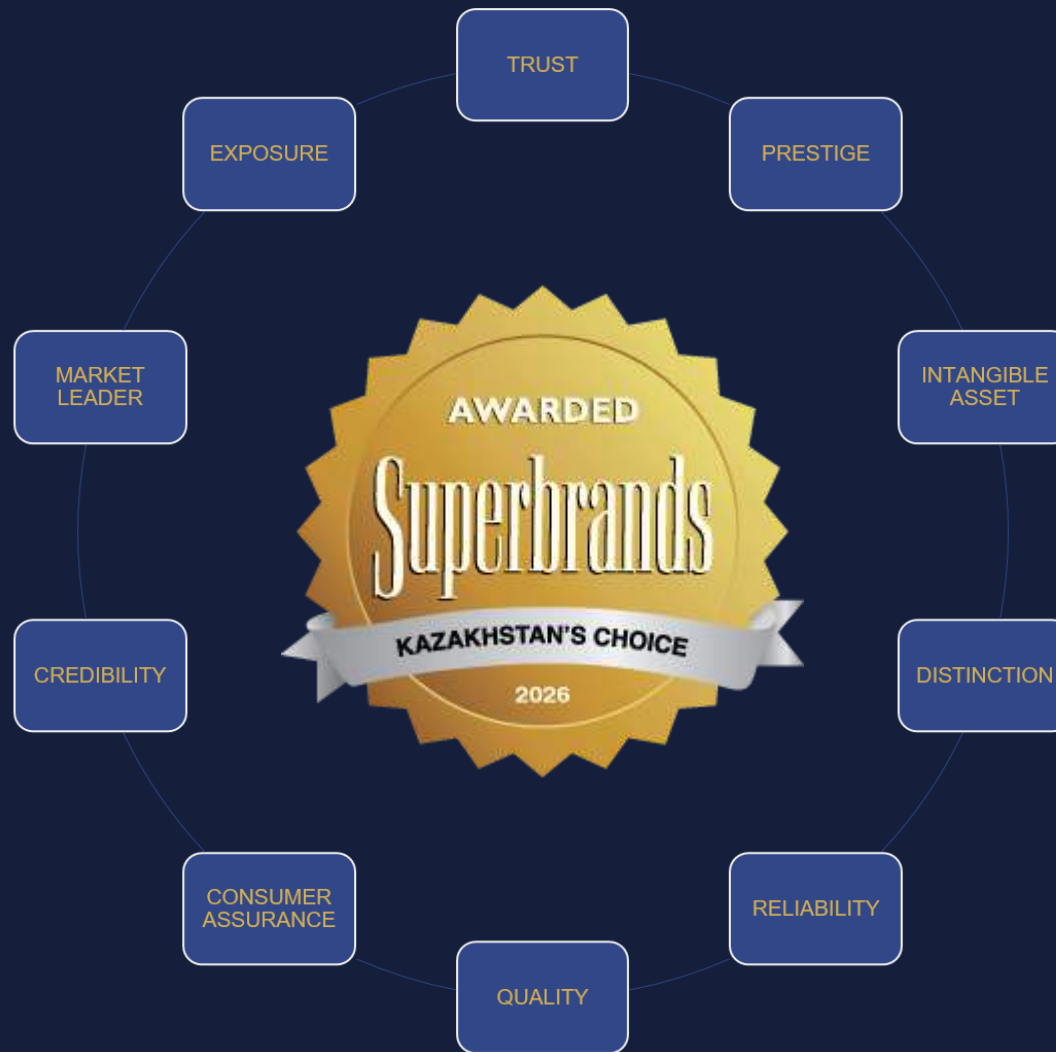 TRUST
EXPOSURE
PRESTIGE
MARKET
LEADER
INTANGIBLE
ASSET
AWARDED
Superbrands
KAZAKHSTAN'S CHOICE
2026
CREDIBILITY
DISTINCTION
CONSUMER
ASSURANCE
RELIABILITY
QUALITY